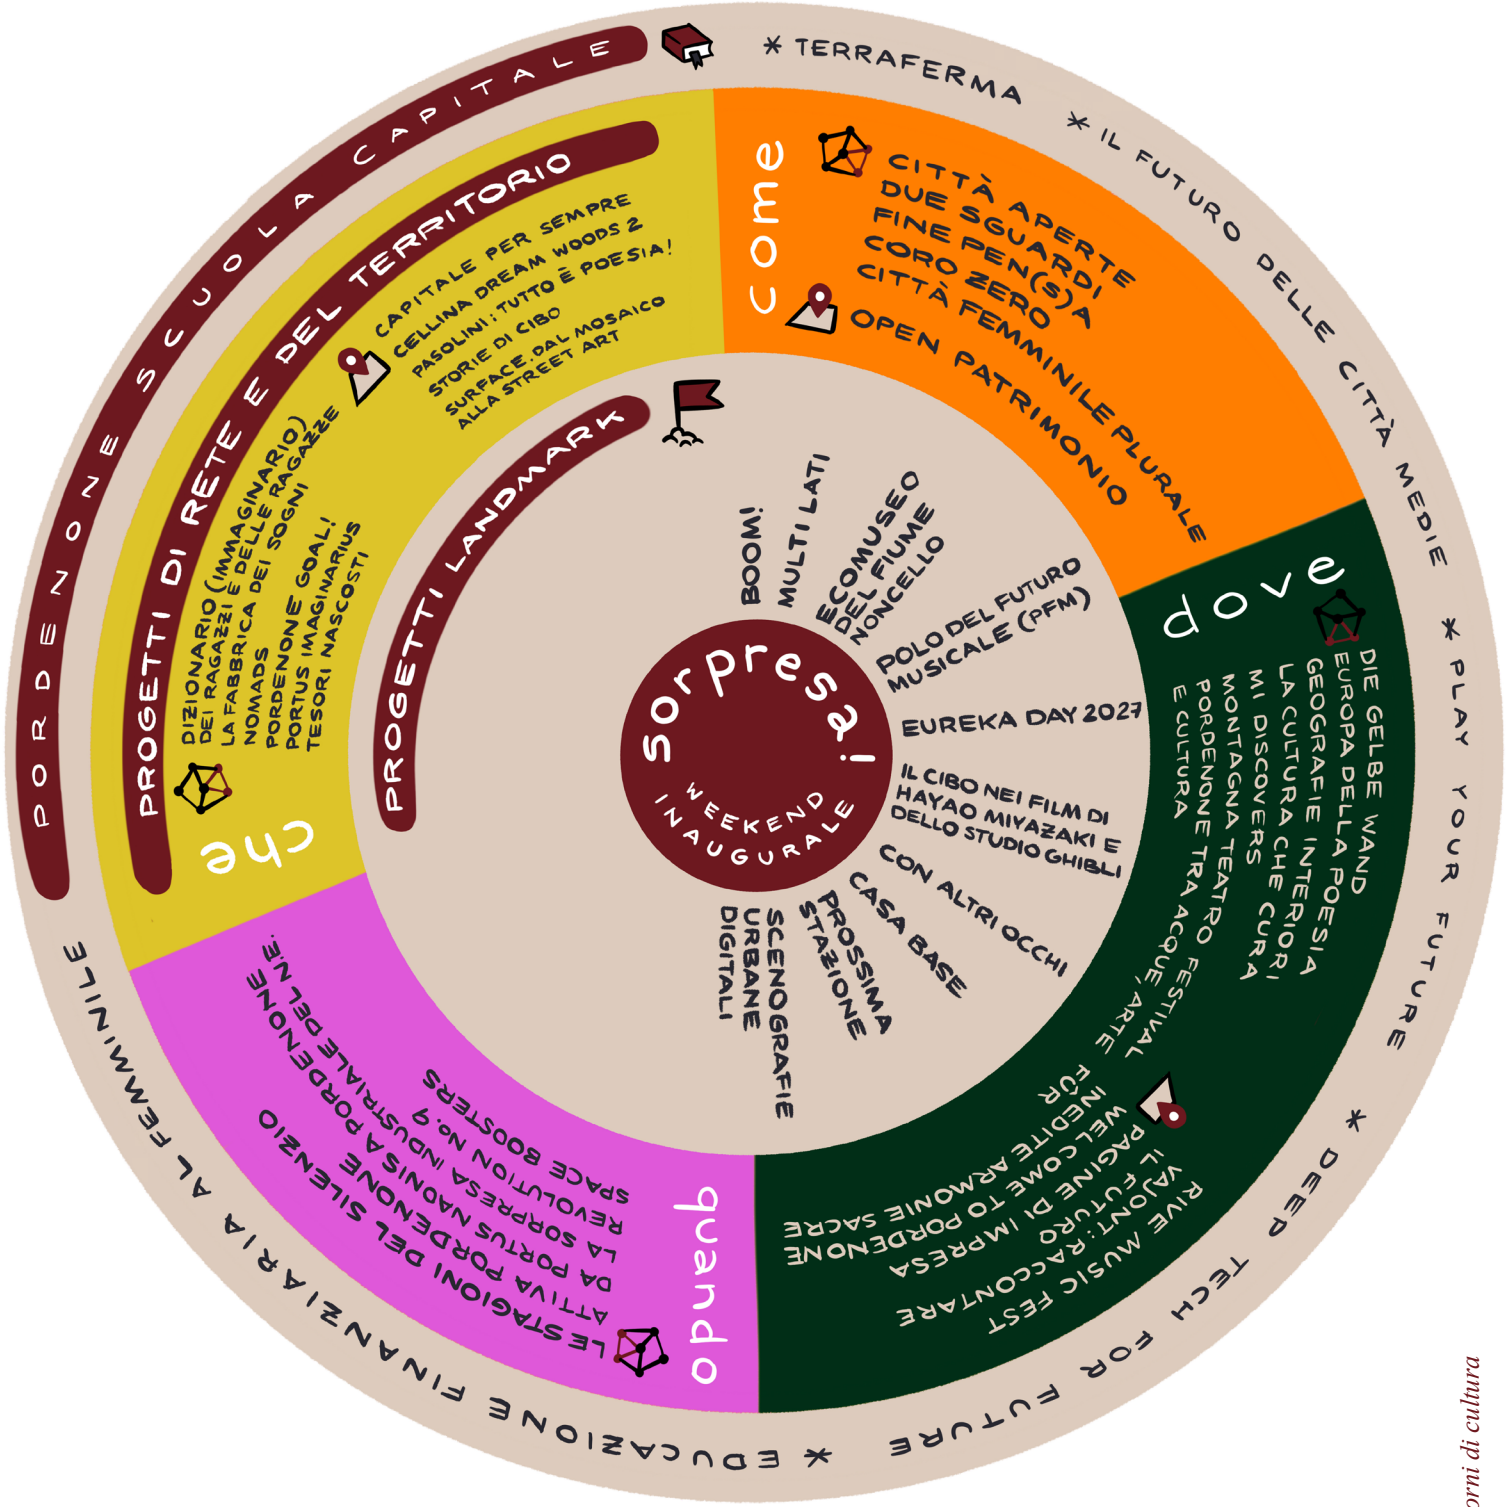 PORDENONE SCUOLA CAPITALE
* TERRAFERMA
* IL FUTURO DELLE CITTÀ MEDIE
* PLAY YOUR FUTURE
* DEEP TECH FOR FUTURE
* EDUCAZIONE FINANZIARIA AL FEMMINILE
PROGETTI DI RETE E DEL TERRITORIO
che
DIZIONARIO (IMMAGINARIO)
DEI RAGAZZI E DELLE RAGAZZE
LA FABBRICA DEI SOGNI
NOMADS
PORDENONE GOAL!
PORTUS IMAGINARIUS
TESORI NASCOSTI
CAPITALE PER SEMPRE
CELLINA DREAM WOODS 2
PASOLINI: TUTTO È POESIA!
STORIE DI CIBO
SURFACE. DAL MOSAICO
ALLA STREET ART
come
CITTÀ APERTE
DUE SGUARDI
FINE PEN(S)A
CORO ZERO
CITTÀ FEMMINILE PLURALE
OPEN PATRIMONIO
dove
DIE GELBE WAND
EUROPA DELLA POESIA
GEOGRAFIE INTERIORI
LA CULTURA CHE CURA
MI DISCOVERS
MONTAGNA TEATRO FESTIVAL
PORDENONE TRA ACQUE, ARTE
E CULTURA
FÛR
INEDITE ARMONIE SACRE
WELCOME TO PORDENONE
PAGINE DI IMPRESA
IL FUTURO
VAJONT: RACCONTARE
RIVE MUSIC FEST
quando
LE STAGIONI DEL SILENZIO
ATTIVA PORDENONE
DA PORTUS NAONIS A PORDENONE
LA SORPRESA INDUSTRIALE DEL N.E.
REVOLUTION No. 9
SPACE BOOSTERS
PROGETTI LANDMARK
BOOM!
MULTI LATI
ECOMUSEO
DEL FIUME
NONCELLO
POLO DEL FUTURO
MUSICALE (PFM)
EUREKA DAY 2027
IL CIBO NEI FILM DI
HAYAO MIYAZAKI E
DELLO STUDIO GHIBLI
CON ALTRI OCCHI
CASA BASE
PROSSIMA
STAZIONE
SCENOGRAFIE
URBANE
DIGITALI
sorpresa!
WEEKEND
INAUGURALE
orni di cultura